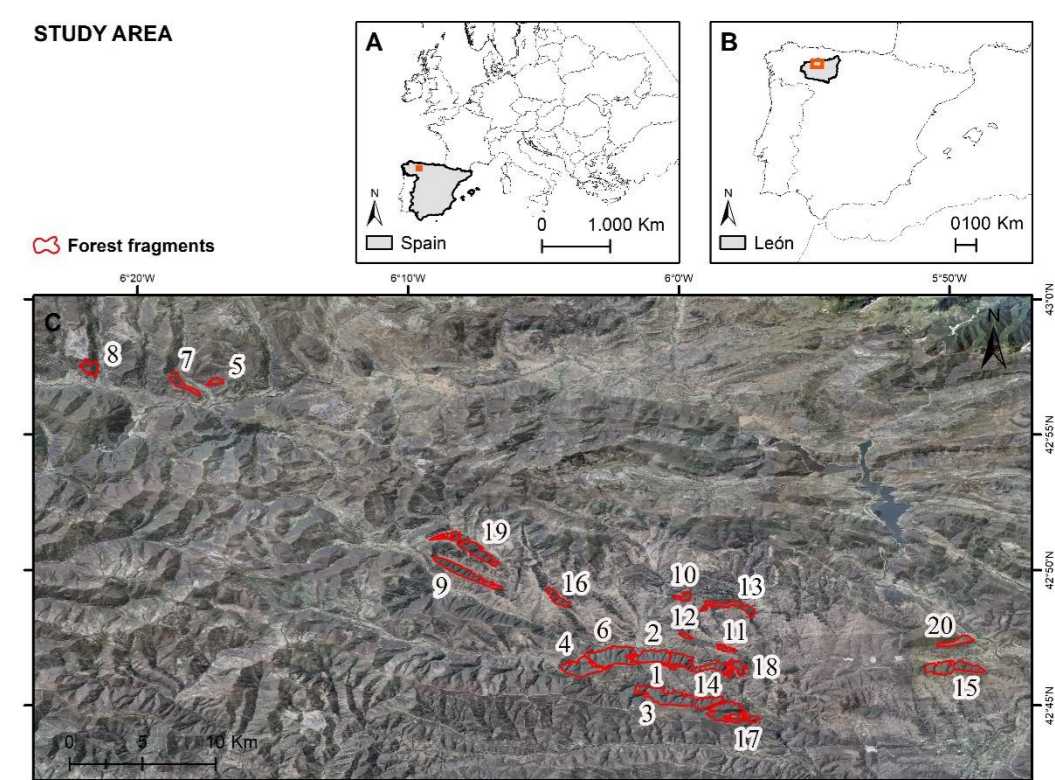 STUDY AREA
A
N
Spain
0 1.000 Km
B
N
León
0100 Km
Forest fragments
6°20'W 6°10'W 6°0'W 5°50'W
43°0'N
C
N
8
7
5
42°55'N
19
9
16
42°50'N
10
13
12
11
4
6
2
18
20
1
14
15
3
17
42°45'N
0 5 10 Km